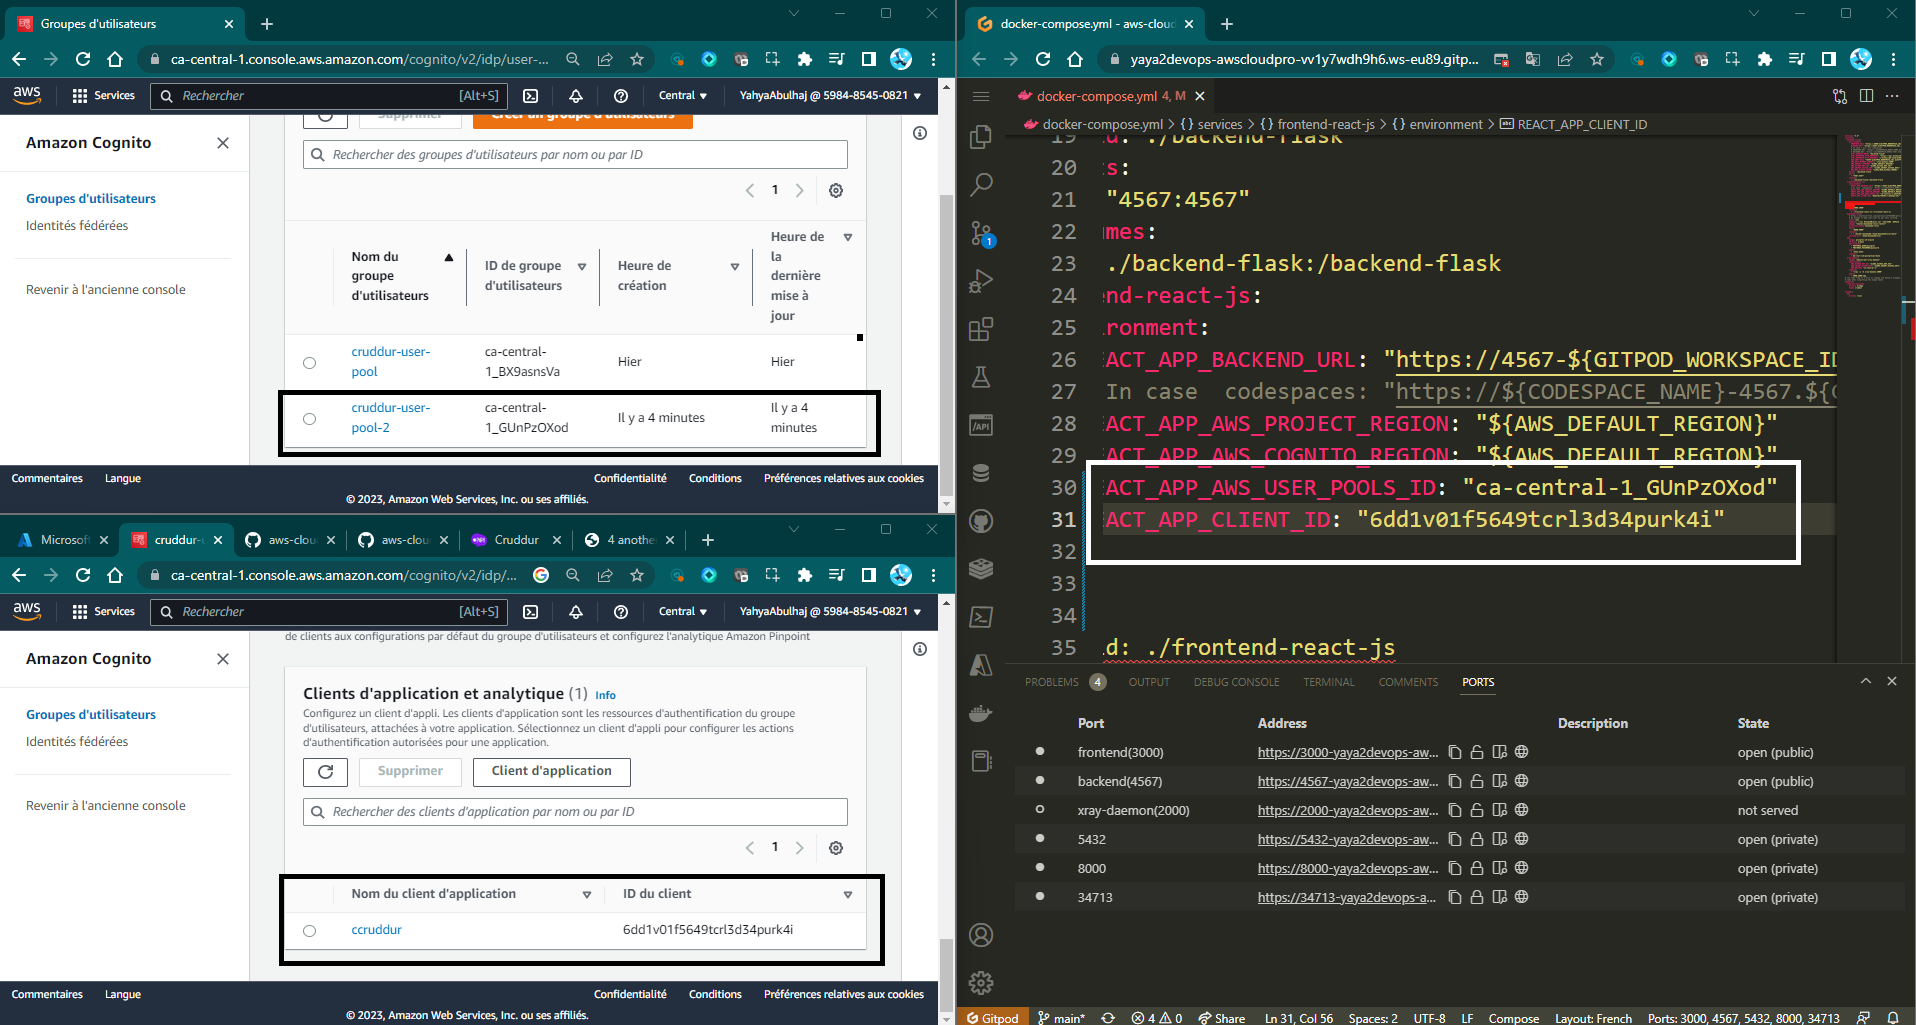 Groupes d'utilisateurs
ca-central-1.console.aws.amazon.com/cognito/v2/idp/user-...
aws
Services
Rechercher
[Alt+S]
Central
YahyaAbulhaj @ 5984-8545-0821
Amazon Cognito
Groupes d'utilisateurs
Identités fédérées
Revenir à l'ancienne console
Supprimer
Créer un groupe d'utilisateurs
Rechercher des groupes d'utilisateurs par nom ou par ID
1
Nom du groupe d'utilisateurs
ID de groupe d'utilisateurs
Heure de création
Heure de la dernière mise à jour
cruddur-user-pool
ca-central-1_BX9asnsVa
Hier
Hier
cruddur-user-pool-2
ca-central-1_GUnPzOXod
Il y a 4 minutes
Il y a 4 minutes
Commentaires
Langue
Confidentialité
Conditions
Préférences relatives aux cookies
© 2023, Amazon Web Services, Inc. ou ses affiliés.
Microsoft
cruddur-u
aws-clou
aws-clou
Cruddur
4 anothe
ca-central-1.console.aws.amazon.com/cognito/v2/idp/...
aws
Services
Rechercher
[Alt+S]
Central
YahyaAbulhaj @ 5984-8545-0821
Amazon Cognito
Groupes d'utilisateurs
Identités fédérées
Revenir à l'ancienne console
de clients aux configurations par défaut du groupe d'utilisateurs et configurez l'analytique Amazon Pinpoint
Clients d'application et analytique (1) Info
Configurez un client d'appli. Les clients d'application sont les ressources d'authentification du groupe
d'utilisateurs, attachées à votre application. Sélectionnez un client d'appli pour configurer les actions
d'authentification autorisées pour une application.
Supprimer
Client d'application
Rechercher des clients d'application par nom ou par ID
1
Nom du client d'application
ID du client
ccruddur
6dd1v01f5649tcrl3d34purk4i
Commentaires
Langue
Confidentialité
Conditions
Préférences relatives aux cookies
© 2023, Amazon Web Services, Inc. ou ses affiliés.
docker-compose.yml - aws-clou
yaya2devops-awscloudpro-vv1y7wdh9h6.ws-eu89.gitp...
docker-compose.yml 4, M
docker-compose.yml > {} services > {} frontend-react-js > {} environment > REACT_APP_CLIENT_ID
19 d: ./backend-flask
20 s:
21 "4567:4567"
22 mes:
23 ./backend-flask:/backend-flask
24 end-react-js:
25 ironment:
26 ACT_APP_BACKEND_URL: "https://4567-${GITPOD_WORKSPACE_ID
27 In case codespaces: "https://${CODESPACE_NAME}-4567.${
28 ACT_APP_AWS_PROJECT_REGION: "${AWS_DEFAULT_REGION}"
29 ACT_APP_AWS_COGNITO_REGION: "${AWS_DEFAULT_REGION}"
30 ACT_APP_AWS_USER_POOLS_ID: "ca-central-1_GUnPzOXod"
31 ACT_APP_CLIENT_ID: "6dd1v01f5649tcrl3d34purk4i"
32
33
34
35 d: ./frontend-react-js
1
/API
PROBLEMS 4
OUTPUT
DEBUG CONSOLE
TERMINAL
COMMENTS
PORTS
Port Address Description State
frontend(3000) https://3000-yaya2devops-aw... open (public)
backend(4567) https://4567-yaya2devops-aw... open (public)
xray-daemon(2000) https://2000-yaya2devops-aw... not served
5432 https://5432-yaya2devops-aw... open (private)
8000 https://8000-yaya2devops-aw... open (private)
34713 https://34713-yaya2devops-a... open (private)
Gitpod
main*
4
0
Share
Ln 31, Col 56
Spaces: 2
UTF-8
LF
Compose
Layout: French
Ports: 3000, 4567, 5432, 8000, 34713